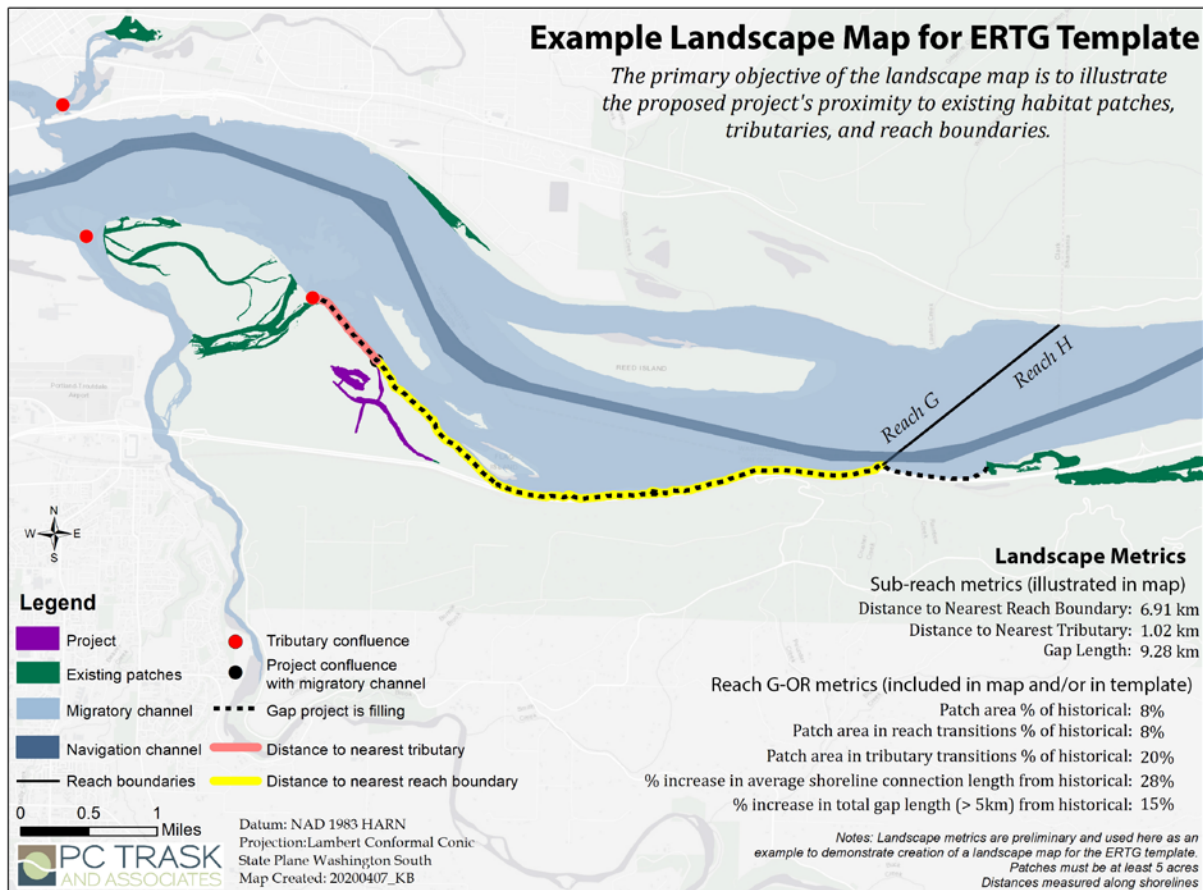 Example Landscape Map for ERTG Template
The primary objective of the landscape map is to illustrate
the proposed project's proximity to existing habitat patches,
tributaries, and reach boundaries.
REED ISLAND
Reach G
Reach H
Portland Troutdale
Airport
N
W E
S
Legend
Project
Existing patches
Migratory channel
Navigation channel
Reach boundaries
Tributary confluence
Project confluence
with migratory channel
Gap project is filling
Distance to nearest tributary
Distance to nearest reach boundary
0 0.5 1
Miles
PC TRASK
AND ASSOCIATES
Datum: NAD 1983 HARN
Projection:Lambert Conformal Conic
State Plane Washington South
Map Created: 20200407_KB
Landscape Metrics
Sub-reach metrics (illustrated in map)
Distance to Nearest Reach Boundary: 6.91 km
Distance to Nearest Tributary: 1.02 km
Gap Length: 9.28 km
Reach G-OR metrics (included in map and/or in template)
Patch area % of historical: 8%
Patch area in reach transitions % of historical: 8%
Patch area in tributary transitions % of historical: 20%
% increase in average shoreline connection length from historical: 28%
% increase in total gap length (> 5km) from historical: 15%
Notes: Landscape metrics are preliminary and used here as an
example to demonstrate creation of a landscape map for the ERTG template.
Patches must be at least 5 acres
Distances measured along shorelines